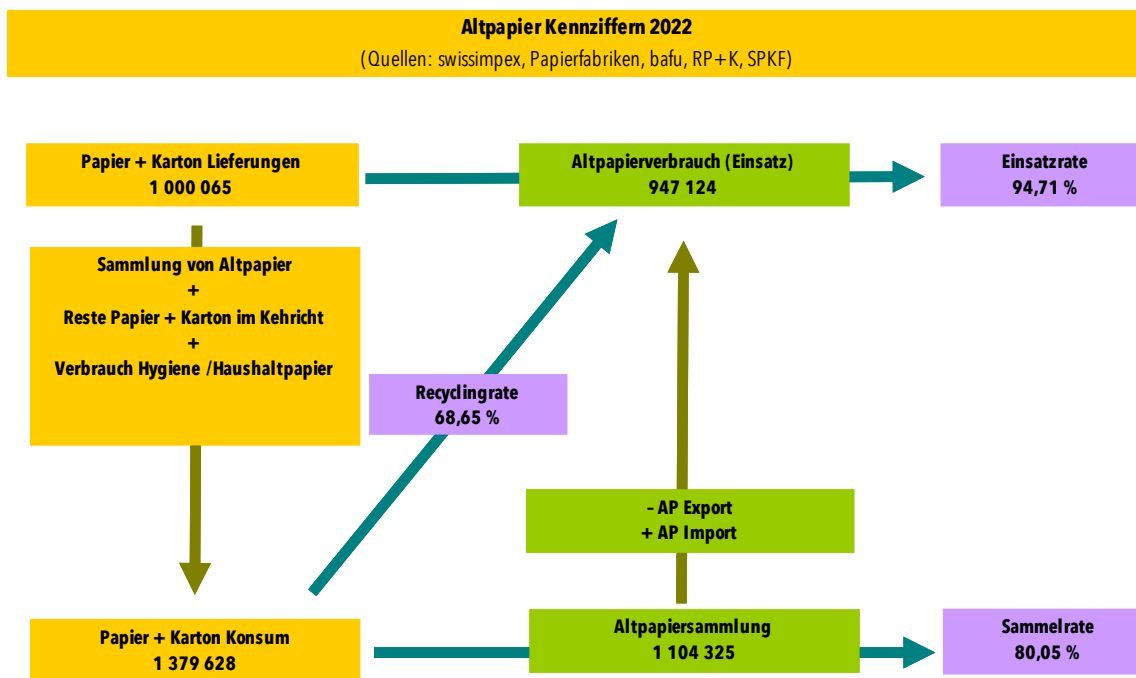 Altpapier Kennziffern 2022
(Quellen: swissimpex, Papierfabriken, bafu, RP+K, SPKF)
Papier + Karton Lieferungen
1 000 065
Altpapierverbrauch (Einsatz)
947 124
Einsatzrate
94,71 %
Sammlung von Altpapier
+
Reste Papier + Karton im Kehricht
+
Verbrauch Hygiene /Haushaltpapier
Recyclingrate
68,65 %
– AP Export
+ AP Import
Papier + Karton Konsum
1 379 628
Altpapiersammlung
1 104 325
Sammelrate
80,05 %